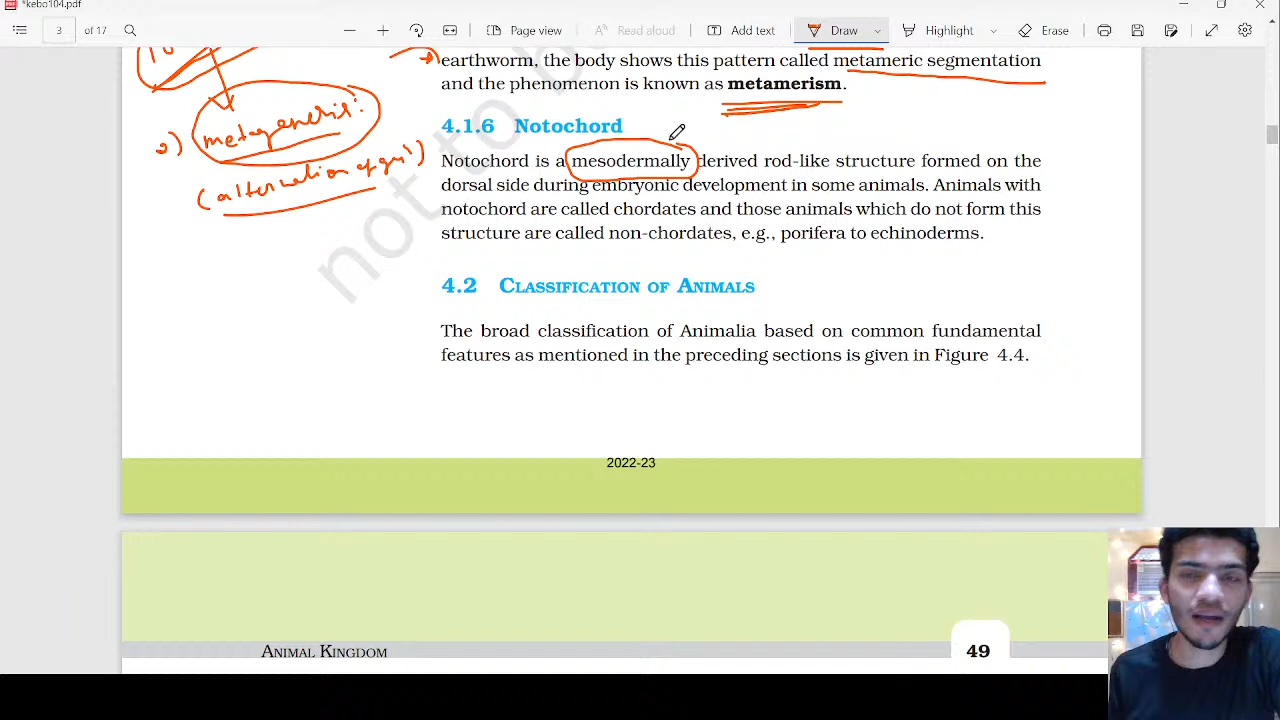 *kebo104.pdf
3 of 17
Page view
Read aloud
Add text
Draw
Highlight
Erase
earthworm, the body shows this pattern called metameric segmentation
and the phenomenon is known as metamerism.
2) metagenesis:
(alternation of gen')
4.1.6 Notochord
Notochord is a mesodermally derived rod-like structure formed on the
dorsal side during embryonic development in some animals. Animals with
notochord are called chordates and those animals which do not form this
structure are called non-chordates, e.g., porifera to echinoderms.
not to be
4.2 CLASSIFICATION OF ANIMALS
The broad classification of Animalia based on common fundamental
features as mentioned in the preceding sections is given in Figure 4.4.
2022-23
ANIMAL KINGDOM
49